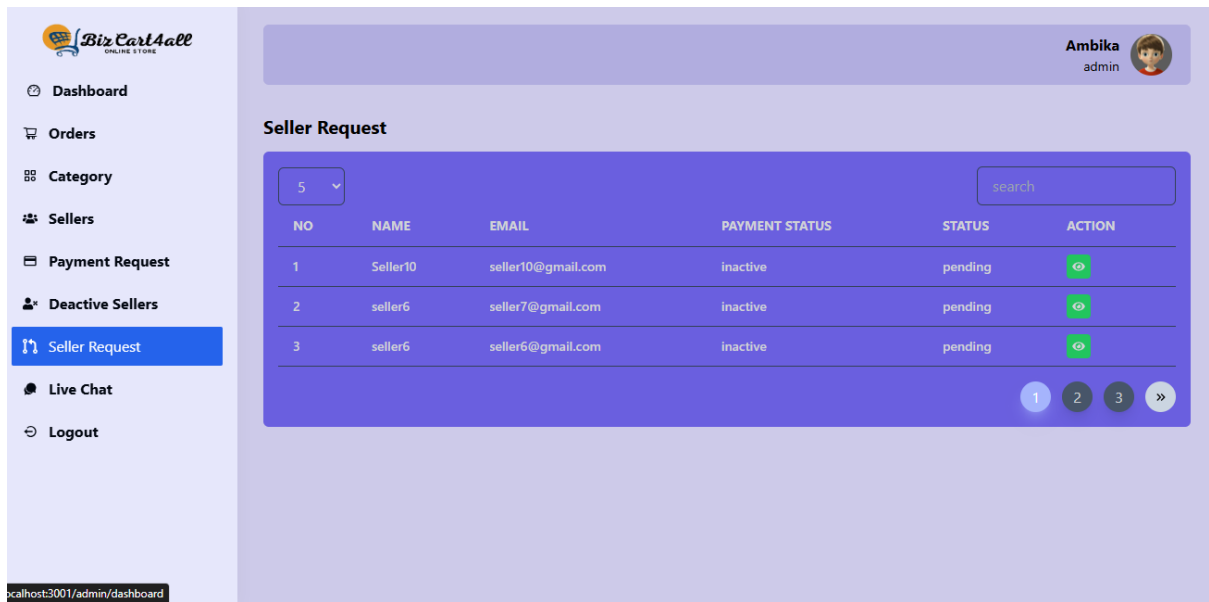 Biz Cart4all
ONLINE STORE
Dashboard
Orders
Category
Sellers
Payment Request
Deactive Sellers
Seller Request
Live Chat
Logout
Ambika
admin
Seller Request
5 search
NO NAME EMAIL PAYMENT STATUS STATUS ACTION
1 Seller10 seller10@gmail.com inactive pending
2 seller6 seller7@gmail.com inactive pending
3 seller6 seller6@gmail.com inactive pending
1 2 3 »
ocalhost:3001/admin/dashboard